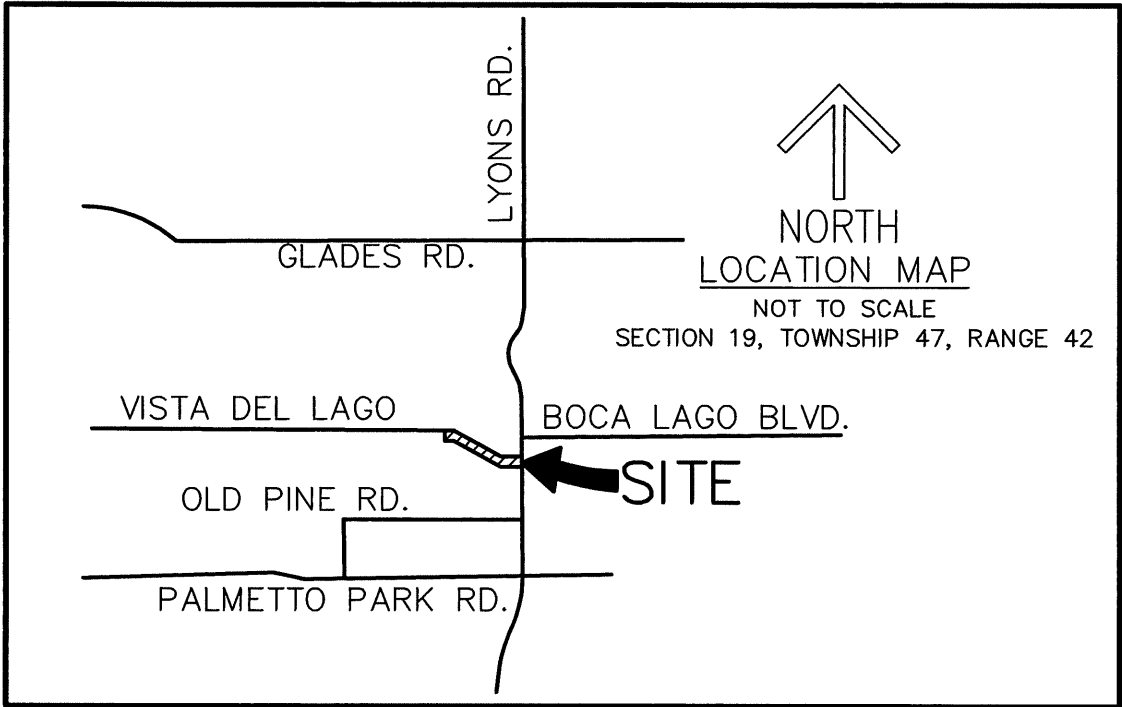 LYONS RD.
GLADES RD.
NORTH
LOCATION MAP
NOT TO SCALE
SECTION 19, TOWNSHIP 47, RANGE 42
VISTA DEL LAGO
BOCA LAGO BLVD.
SITE
OLD PINE RD.
PALMETTO PARK RD.